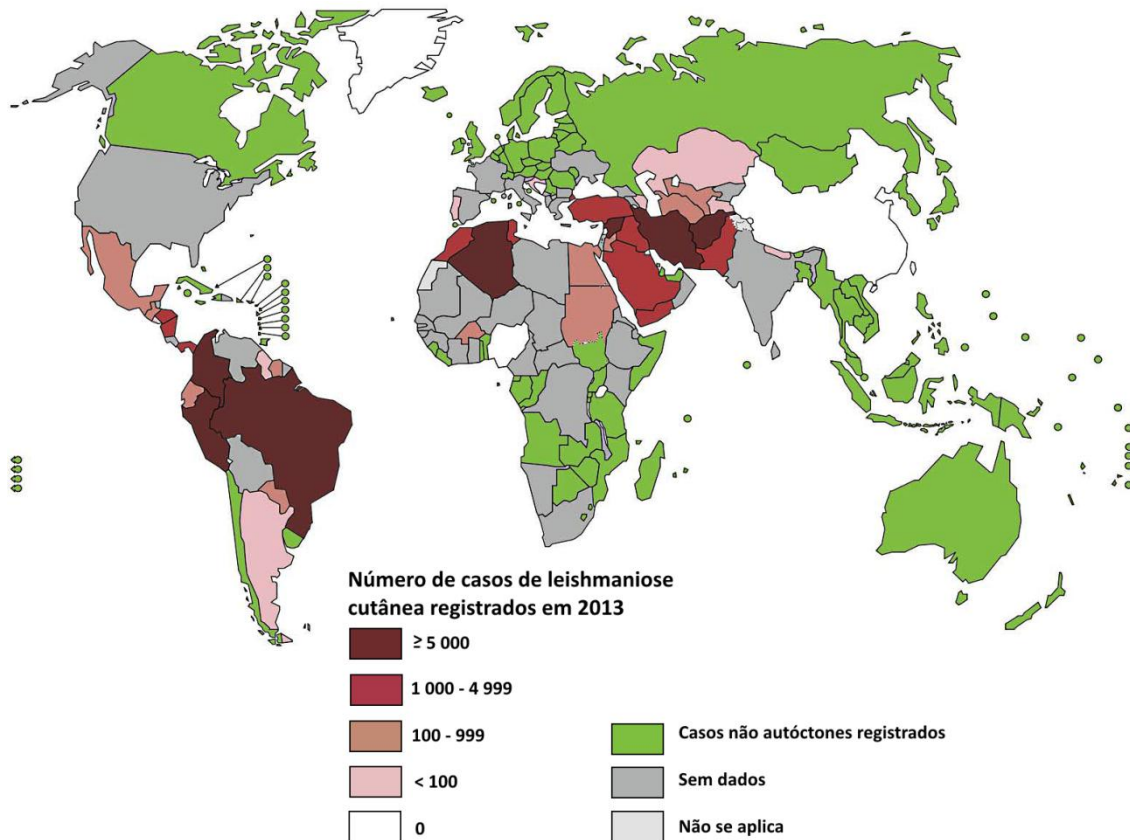 Número de casos de leishmaniose
cutânea registrados em 2013
≥ 5 000
1 000 - 4 999
100 - 999
< 100
0
Casos não autóctones registrados
Sem dados
Não se aplica